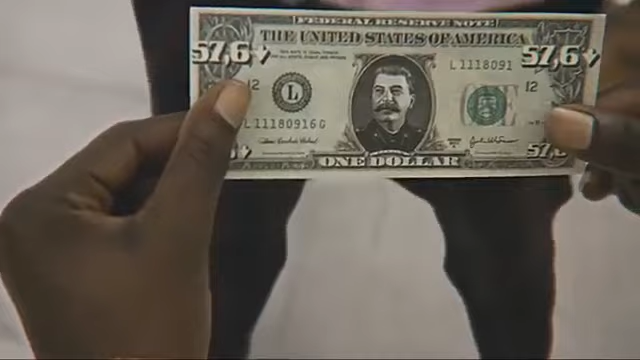 FEDERAL RESERVE NOTE
THE UNITED STATES OF AMERICA
57,6 57,6
L 1118091
12 12
L
L 11180916 G
ONE DOLLAR
57,